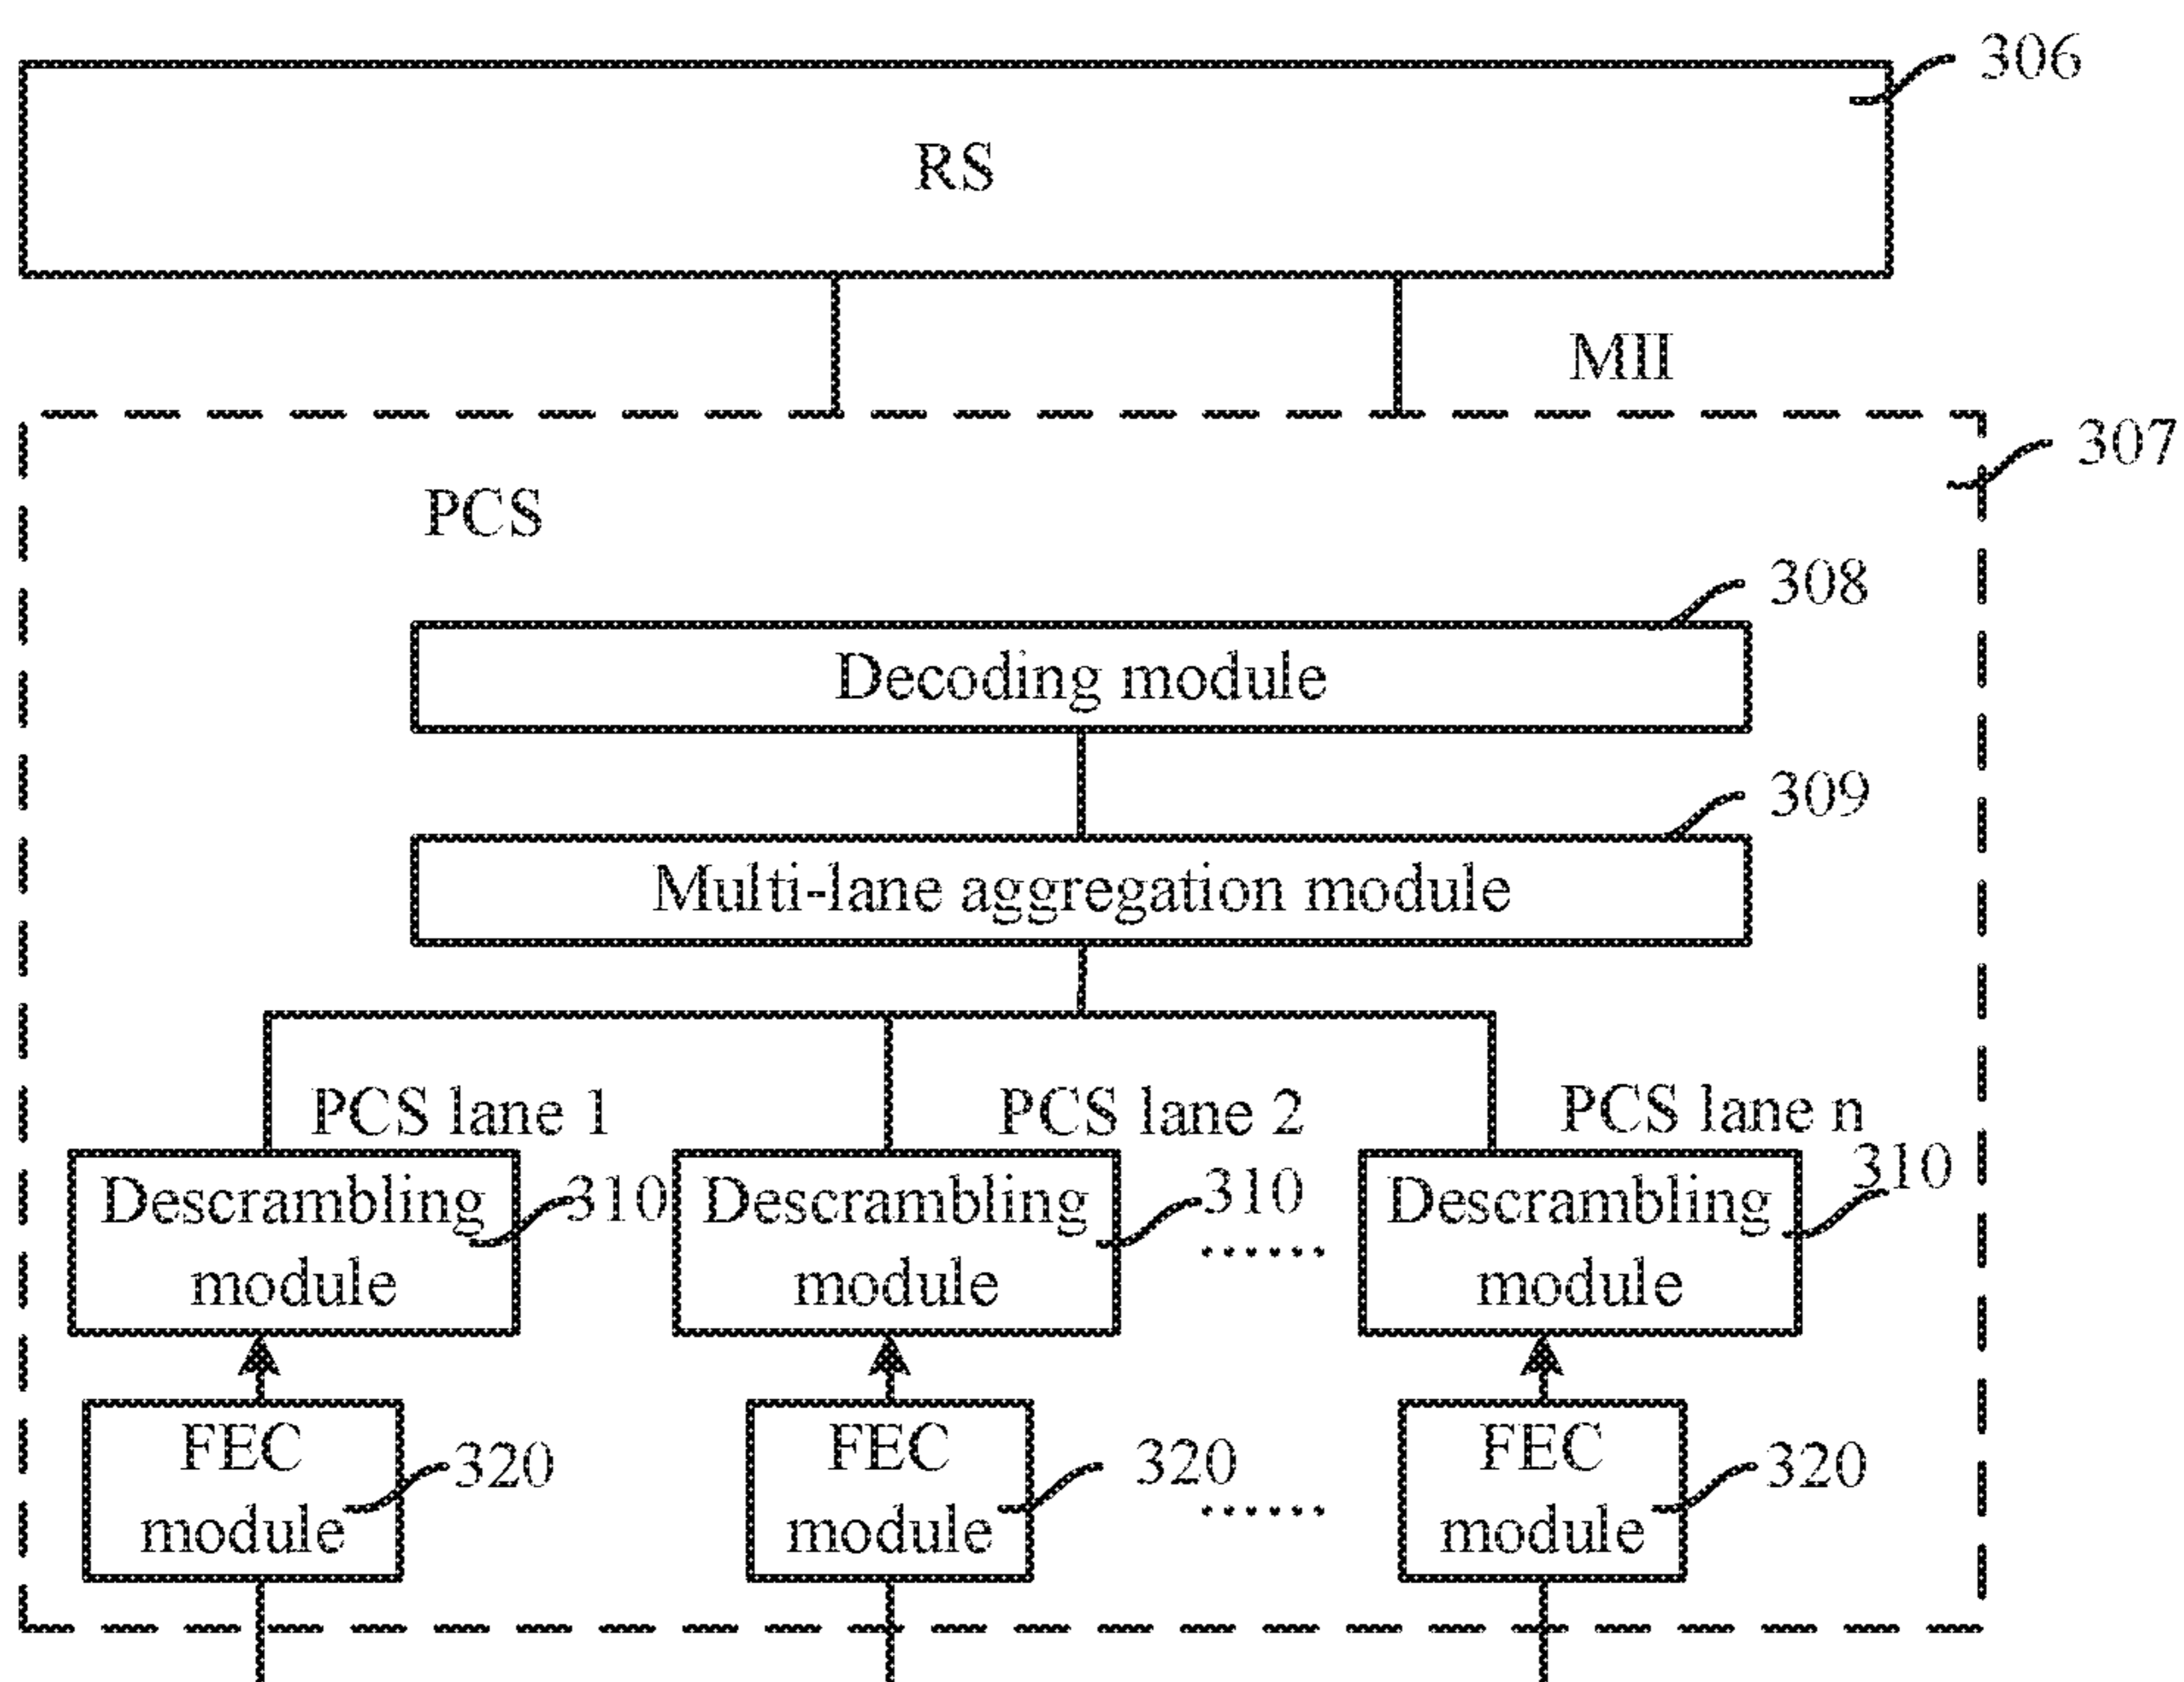 306
RS
MII
307
PCS
308
Decoding module
309
Multi-lane aggregation module
PCS lane 1
PCS lane 2
PCS lane n
Descrambling
module
310
Descrambling
module
310
......
Descrambling
module
310
FEC
module
320
FEC
module
320
......
FEC
module
320